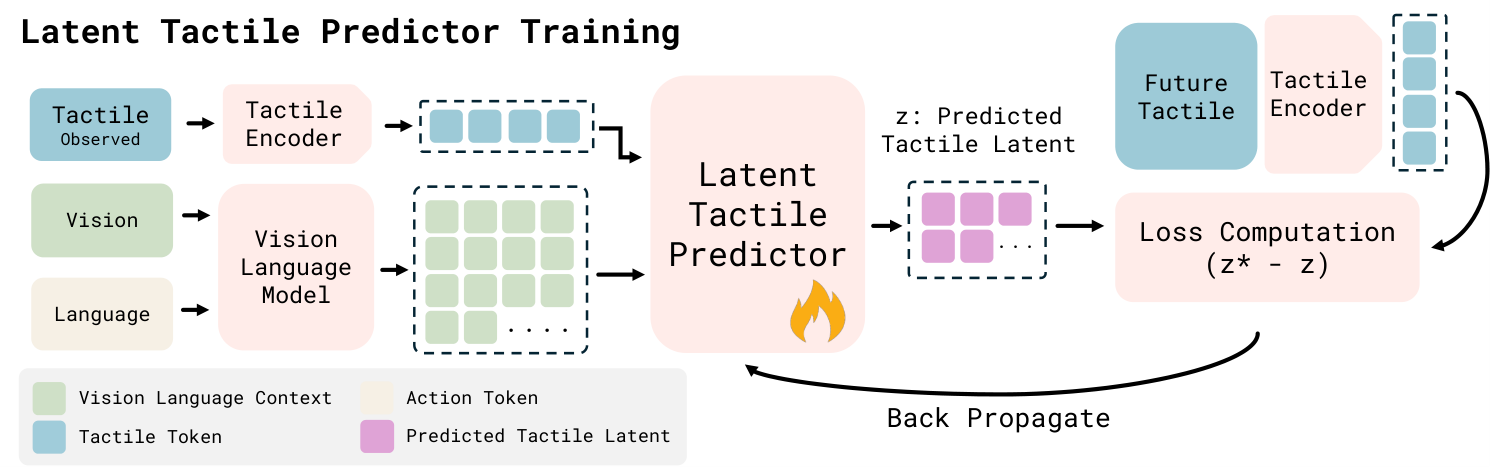 Latent Tactile Predictor Training
Tactile
Observed
Tactile
Encoder
Vision
Language
Vision
Language
Model
. . . .
Latent
Tactile
Predictor
z: Predicted
Tactile Latent
...
Future
Tactile
Tactile
Encoder
Loss Computation
(z* - z)
Back Propagate
Vision Language Context
Action Token
Tactile Token
Predicted Tactile Latent